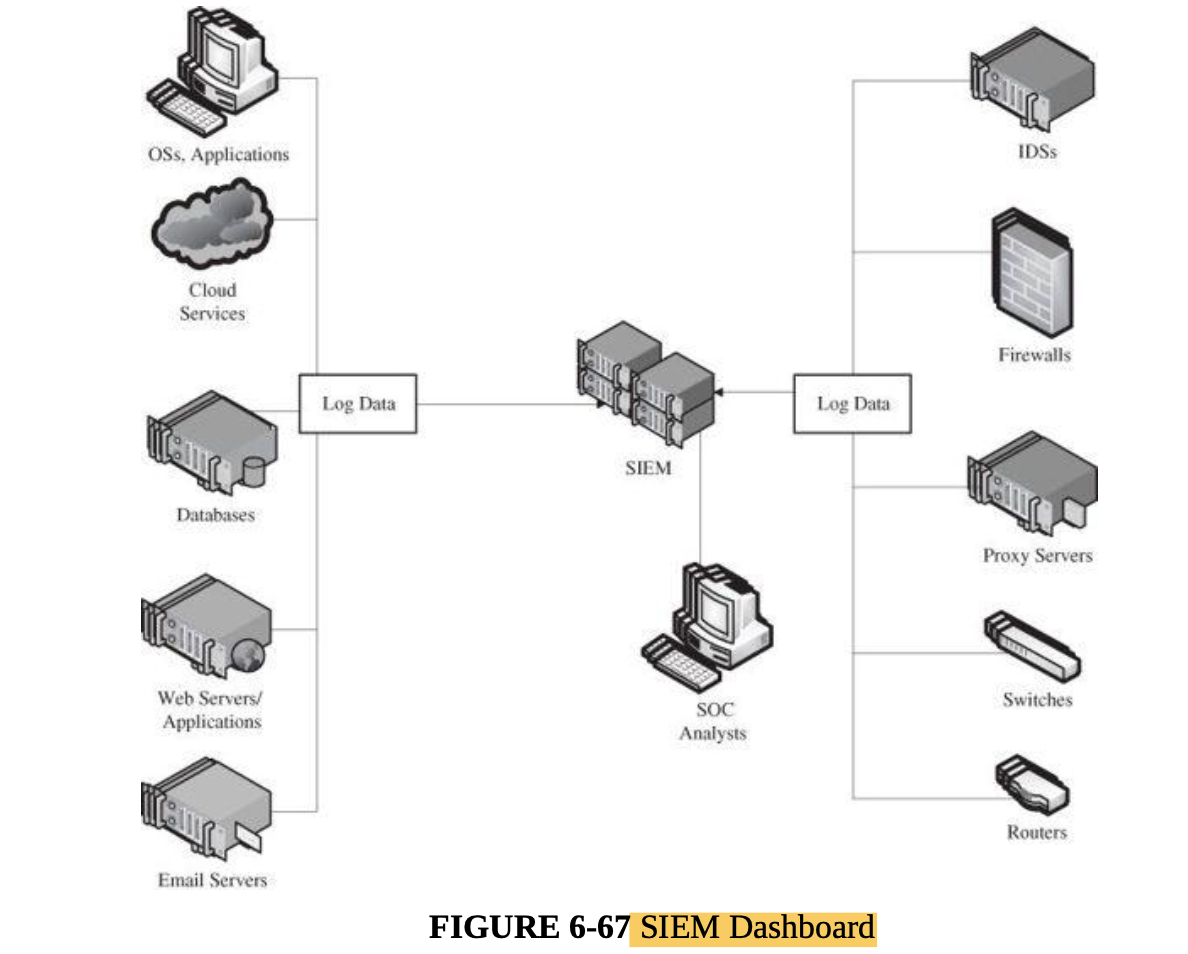 OSs, Applications
Cloud
Services
Log Data
Databases
Web Servers/
Applications
Email Servers
SIEM
SOC
Analysts
IDSs
Firewalls
Log Data
Proxy Servers
Switches
Routers
FIGURE 6-67 SIEM Dashboard